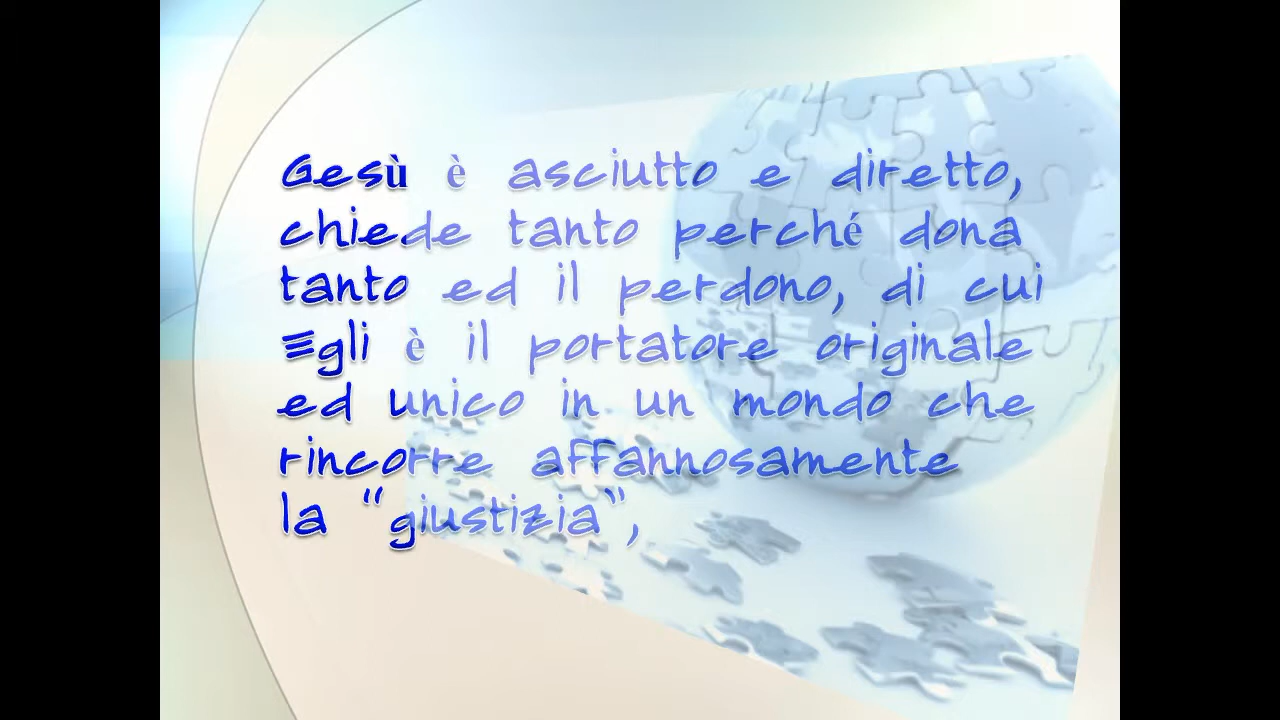 Gesù è asciutto e diretto,
chiede tanto perché dona
tanto ed il perdono, di cui
Egli è il portatore originale
ed unico in un mondo che
rincorre affannosamente
la “giustizia”,